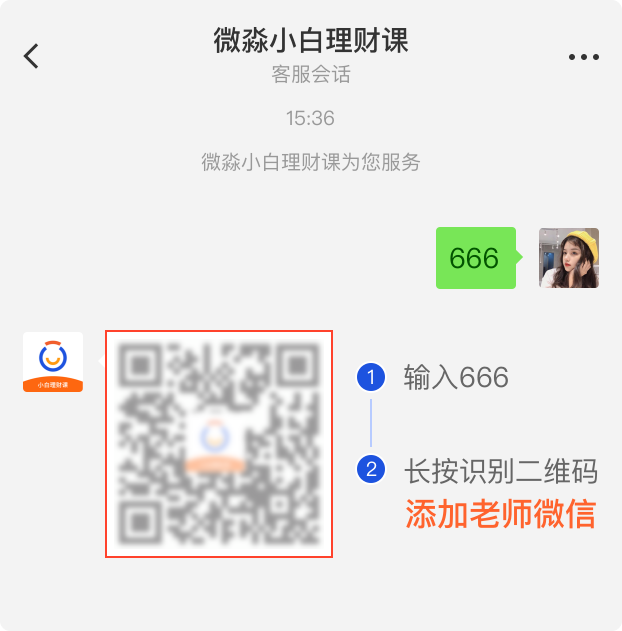 微淼小白理财课
客服会话
15:36
微淼小白理财课为您服务
666
小白理财课
1 输入666
2 长按识别二维码
添加老师微信